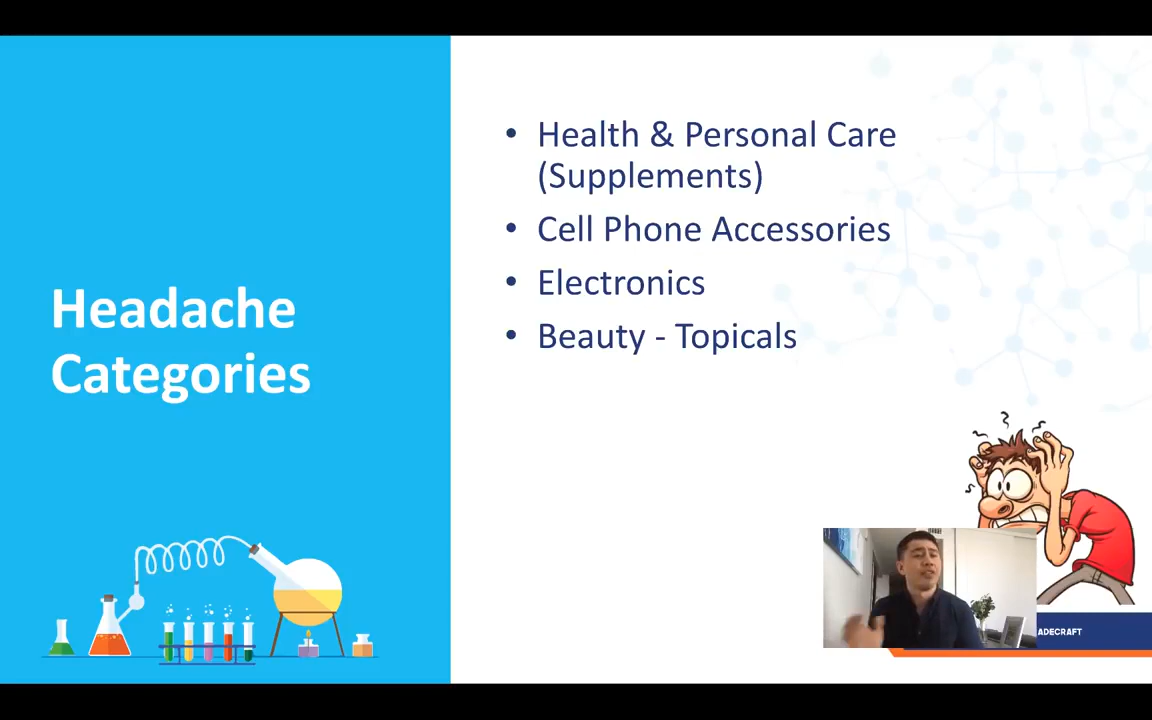 Headache
Categories
• Health & Personal Care
(Supplements)
• Cell Phone Accessories
• Electronics
• Beauty - Topicals
ADECRAFT